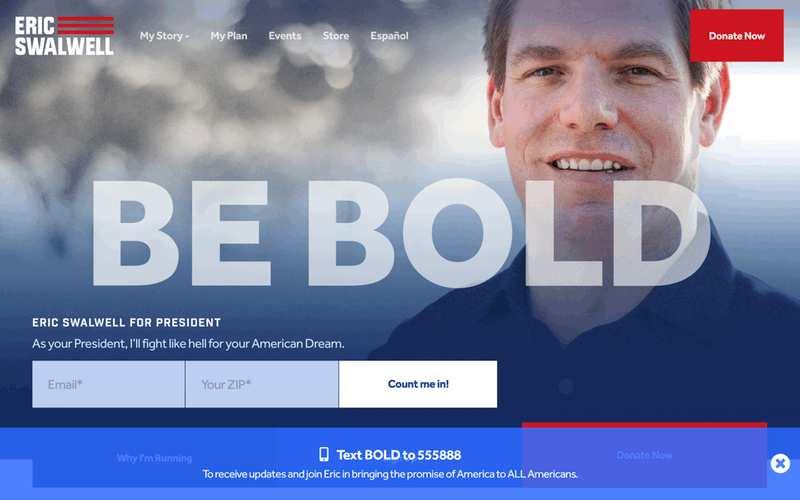 ERIC
SWALWELL
My Story
My Plan
Events
Store
Español
Donate Now
BE BOLD
ERIC SWALWELL FOR PRESIDENT
As your President, I'll fight like hell for your American Dream.
Email*
Your ZIP*
Count me in!
Text BOLD to 555888
To receive updates and join Eric in bringing the promise of America to ALL Americans.
Why I'm Running
Donate Now